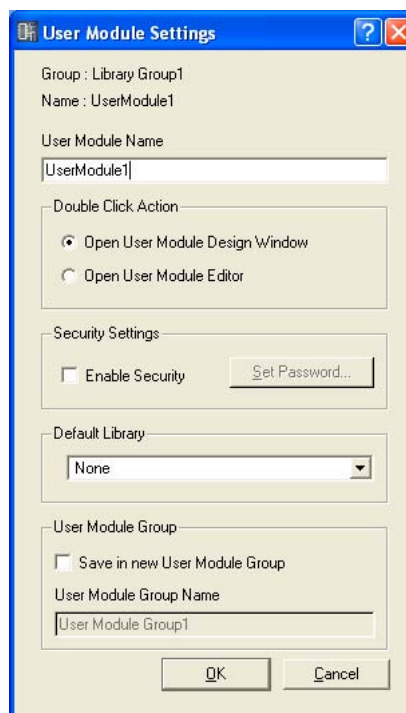 User Module Settings
Group : Library Group1
Name : UserModule1
User Module Name
UserModule1
Double Click Action
Open User Module Design Window
Open User Module Editor
Security Settings
Enable Security
Set Password...
Default Library
None
User Module Group
Save in new User Module Group
User Module Group Name
User Module Group1
OK
Cancel